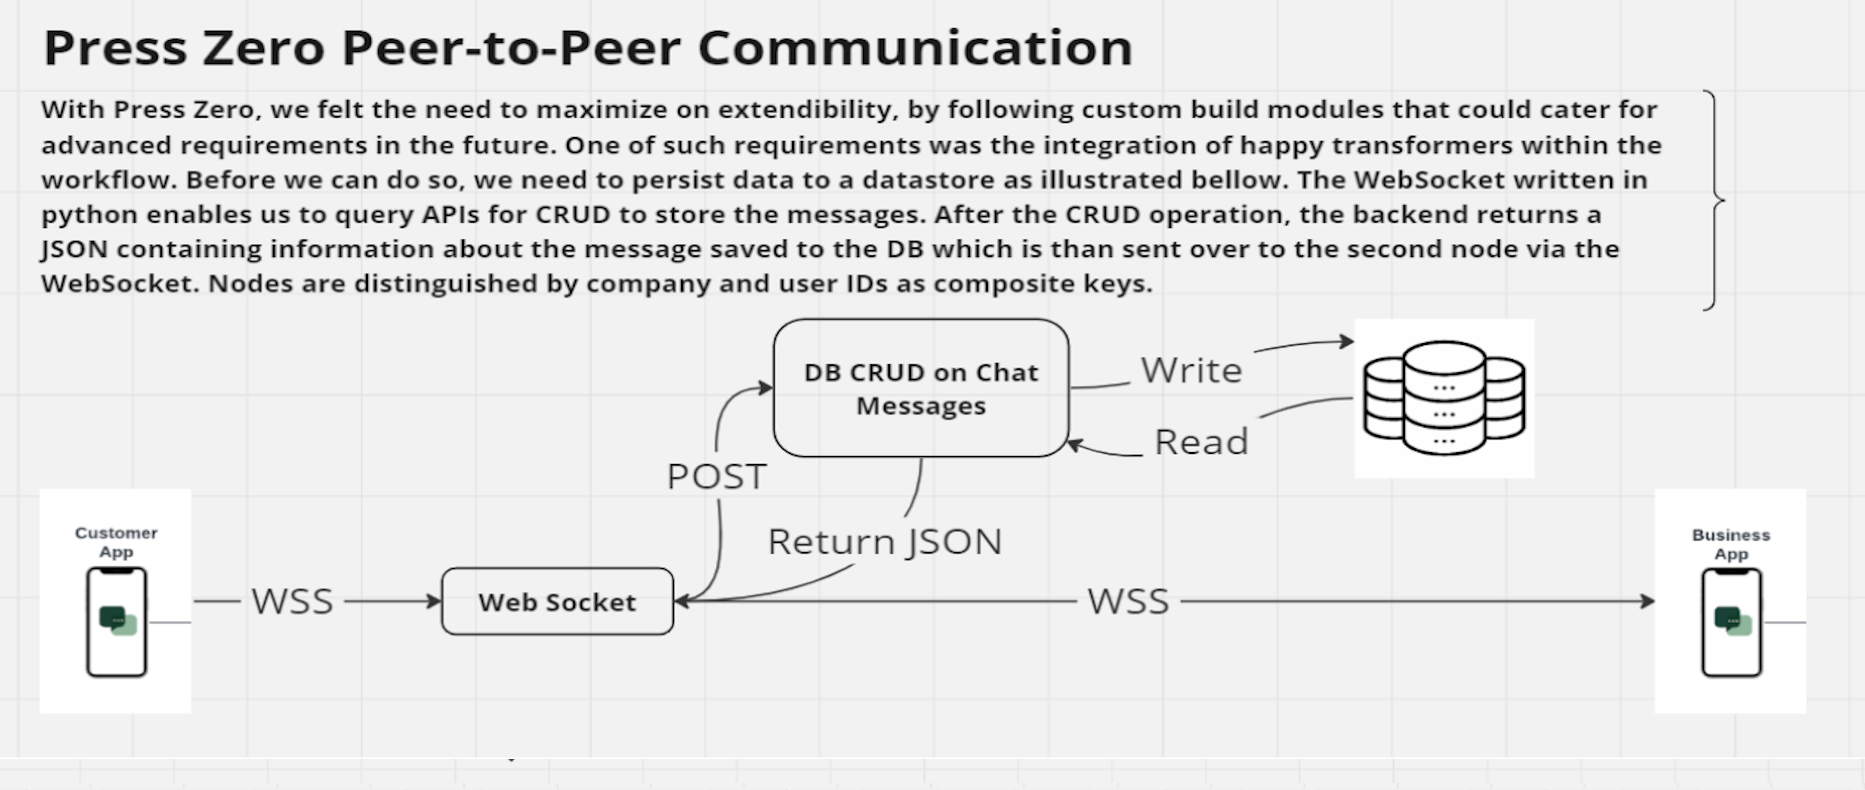 Press Zero Peer-to-Peer Communication
With Press Zero, we felt the need to maximize on extendibility, by following custom build modules that could cater for
advanced requirements in the future. One of such requirements was the integration of happy transformers within the
workflow. Before we can do so, we need to persist data to a datastore as illustrated bellow. The WebSocket written in
python enables us to query APIs for CRUD to store the messages. After the CRUD operation, the backend returns a
JSON containing information about the message saved to the DB which is than sent over to the second node via the
WebSocket. Nodes are distinguished by company and user IDs as composite keys.
DB CRUD on Chat
Messages
Write
Read
POST
Return JSON
Customer
App
WSS
Web Socket
WSS
Business
App